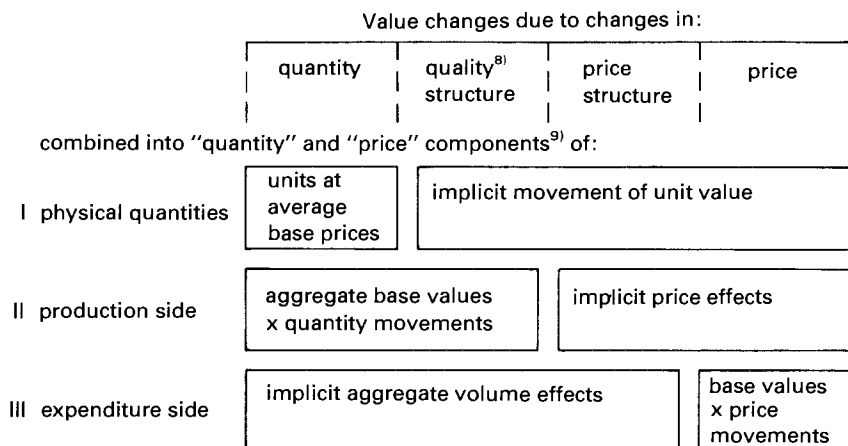 Value changes due to changes in:
quantity quality8) price price
structure structure
combined into "quantity" and "price" components9) of:
units at
I physical quantities average implicit movement of unit value
base prices
II production side aggregate base values implicit price effects
x quantity movements
III expenditure side implicit aggregate volume effects base values
x price
movements